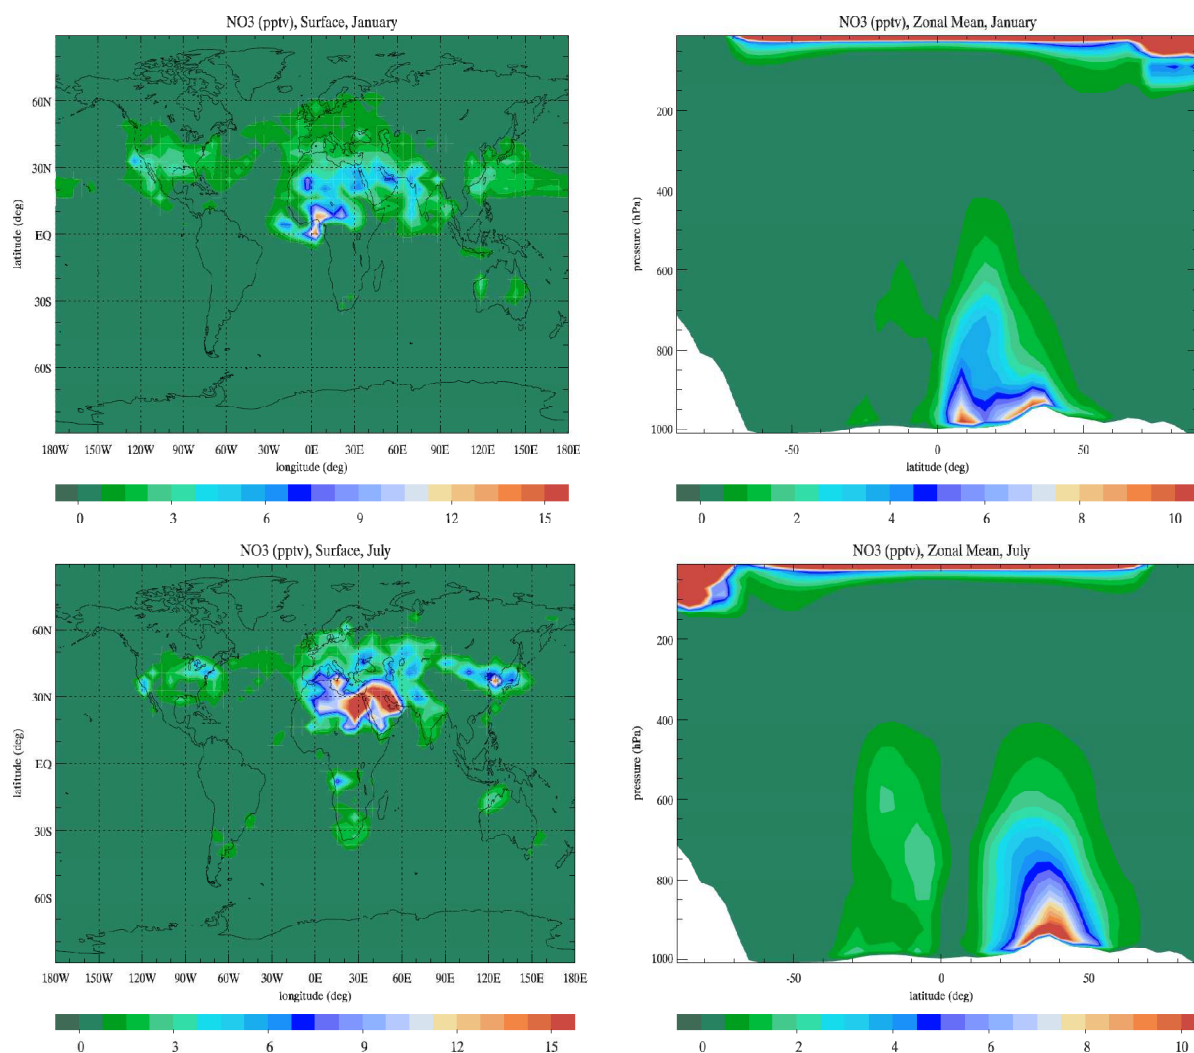 NO3 (pptv), Surface, January
60N
30N
EQ
30S
60S
latitude (deg)
180W 150W 120W 90W 60W 30W 0E 30E 60E 90E 120E 150E 180E
longitude (deg)
0 3 6 9 12 15
NO3 (pptv), Zonal Mean, January
200
400
600
800
1000
pressure (hPa)
-50 0 50
latitude (deg)
0 2 4 6 8 10
NO3 (pptv), Surface, July
60N
30N
EQ
30S
60S
latitude (deg)
180W 150W 120W 90W 60W 30W 0E 30E 60E 90E 120E 150E 180E
longitude (deg)
0 3 6 9 12 15
NO3 (pptv), Zonal Mean, July
200
400
600
800
1000
pressure (hPa)
-50 0 50
latitude (deg)
0 2 4 6 8 10